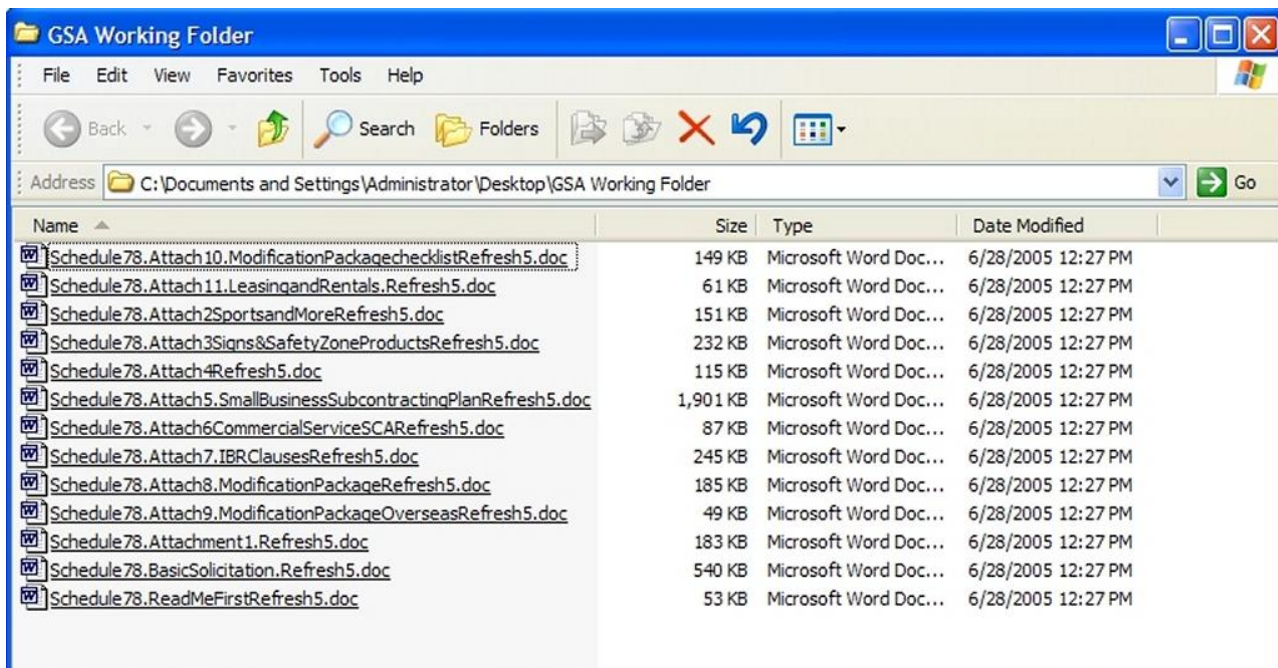 GSA Working Folder
File Edit View Favorites Tools Help
Back Search Folders
Address C:\Documents and Settings\Administrator\Desktop\GSA Working Folder Go
Name Size Type Date Modified
Schedule78.Attach10.ModificationPackagechecklistRefresh5.doc 149 KB Microsoft Word Doc... 6/28/2005 12:27 PM
Schedule78.Attach11.LeasingandRentals.Refresh5.doc 61 KB Microsoft Word Doc... 6/28/2005 12:27 PM
Schedule78.Attach2SportsandMoreRefresh5.doc 151 KB Microsoft Word Doc... 6/28/2005 12:27 PM
Schedule78.Attach3Signs&SafetyZoneProductsRefresh5.doc 232 KB Microsoft Word Doc... 6/28/2005 12:27 PM
Schedule78.Attach4Refresh5.doc 115 KB Microsoft Word Doc... 6/28/2005 12:27 PM
Schedule78.Attach5.SmallBusinessSubcontractingPlanRefresh5.doc 1,901 KB Microsoft Word Doc... 6/28/2005 12:27 PM
Schedule78.Attach6CommercialServiceSCARefresh5.doc 87 KB Microsoft Word Doc... 6/28/2005 12:27 PM
Schedule78.Attach7.IBRClausesRefresh5.doc 245 KB Microsoft Word Doc... 6/28/2005 12:27 PM
Schedule78.Attach8.ModificationPackageRefresh5.doc 185 KB Microsoft Word Doc... 6/28/2005 12:27 PM
Schedule78.Attach9.ModificationPackageOverseasRefresh5.doc 49 KB Microsoft Word Doc... 6/28/2005 12:27 PM
Schedule78.Attachment1.Refresh5.doc 183 KB Microsoft Word Doc... 6/28/2005 12:27 PM
Schedule78.BasicSolicitation.Refresh5.doc 540 KB Microsoft Word Doc... 6/28/2005 12:27 PM
Schedule78.ReadMeFirstRefresh5.doc 53 KB Microsoft Word Doc... 6/28/2005 12:27 PM